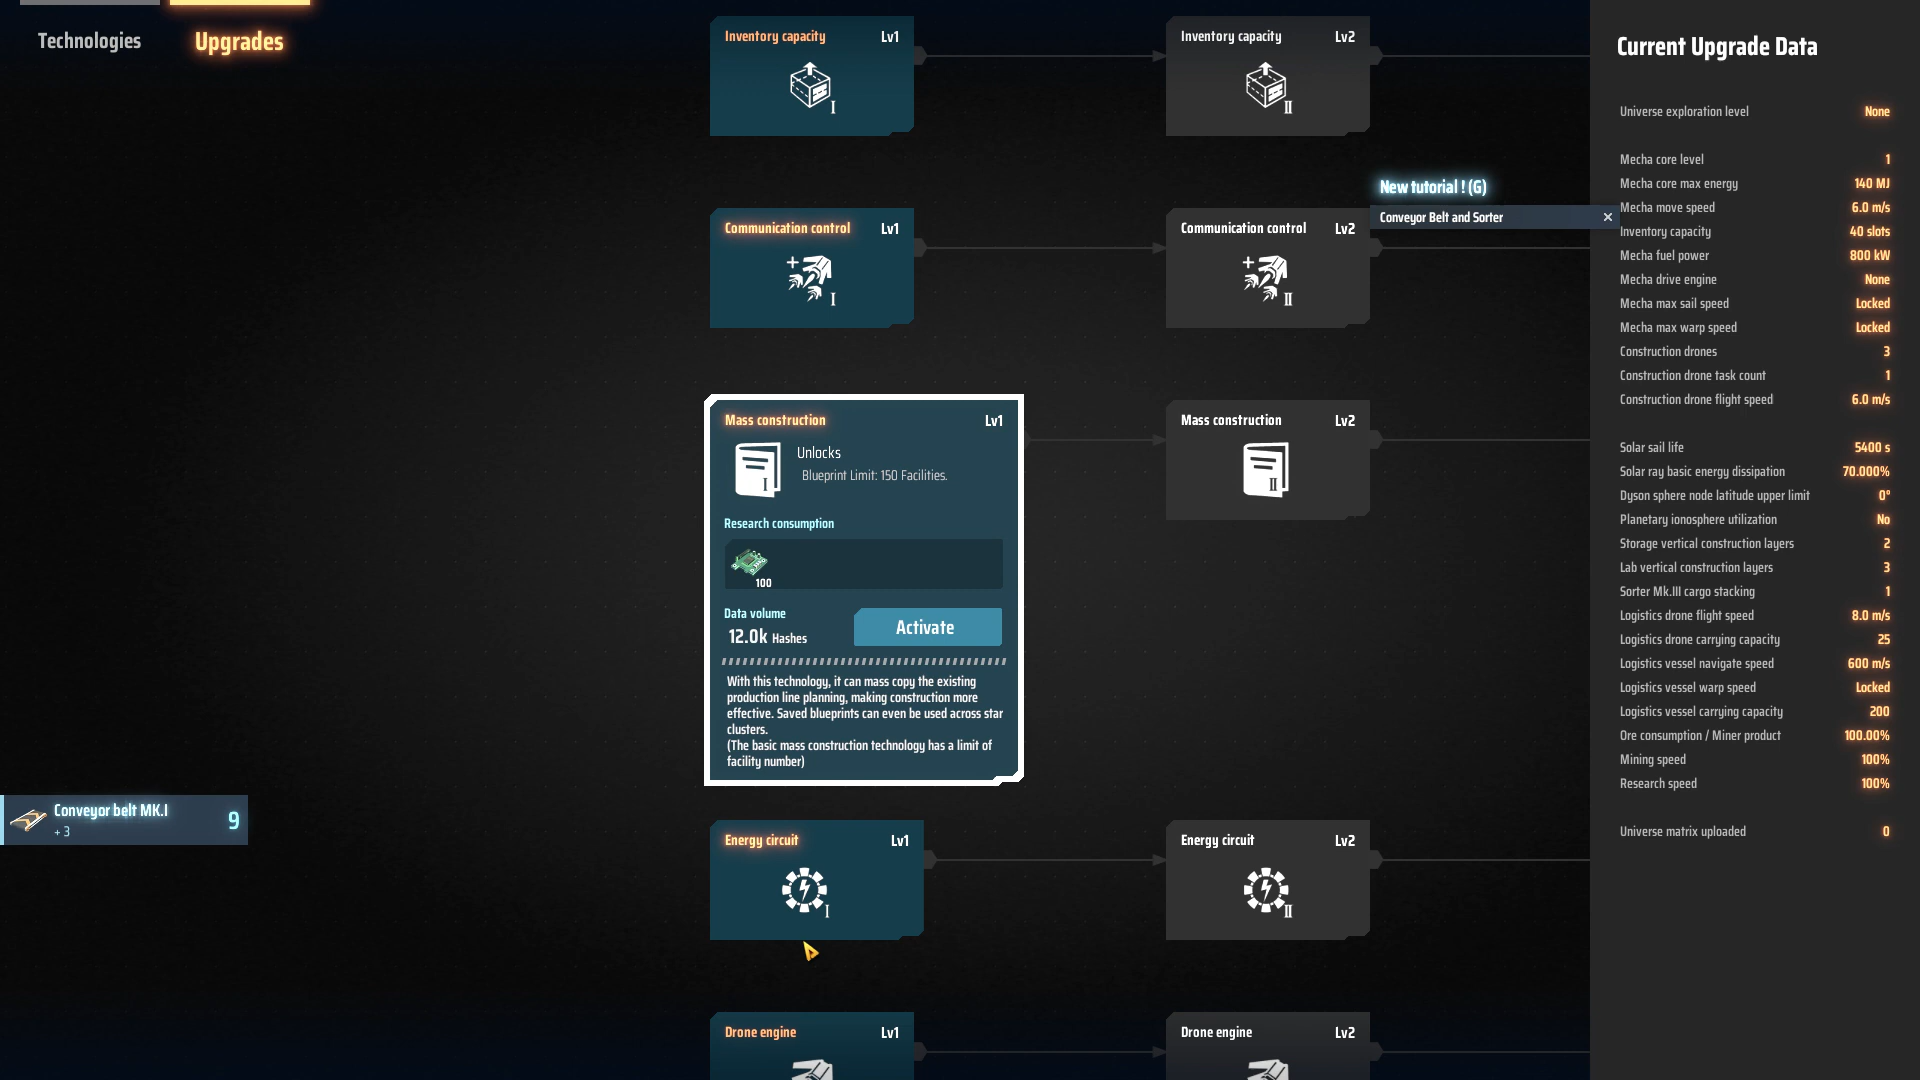 Technologies
Upgrades
Inventory capacity Lv1
I
Inventory capacity Lv2
II
Communication control Lv1
I
Communication control Lv2
II
New tutorial ! (G)
Conveyor Belt and Sorter
Mass construction Lv1
I
Unlocks
Blueprint Limit: 150 Facilities.
Research consumption
100
Data volume
12.0k Hashes
Activate
With this technology, it can mass copy the existing
production line planning, making construction more
effective. Saved blueprints can even be used across star
clusters.
(The basic mass construction technology has a limit of
facility number)
Mass construction Lv2
II
Conveyor belt MK.I 9
+ 3
Energy circuit Lv1
I
Energy circuit Lv2
II
Drone engine Lv1
Drone engine Lv2
Current Upgrade Data
Universe exploration level None
Mecha core level 1
Mecha core max energy 140 MJ
Mecha move speed 6.0 m/s
Inventory capacity 40 slots
Mecha fuel power 800 kW
Mecha drive engine None
Mecha max sail speed Locked
Mecha max warp speed Locked
Construction drones 3
Construction drone task count 1
Construction drone flight speed 6.0 m/s
Solar sail life 5400 s
Solar ray basic energy dissipation 70.000%
Dyson sphere node latitude upper limit 0°
Planetary ionosphere utilization No
Storage vertical construction layers 2
Lab vertical construction layers 3
Sorter Mk.III cargo stacking 1
Logistics drone flight speed 8.0 m/s
Logistics drone carrying capacity 25
Logistics vessel navigate speed 600 m/s
Logistics vessel warp speed Locked
Logistics vessel carrying capacity 200
Ore consumption / Miner product 100.00%
Mining speed 100%
Research speed 100%
Universe matrix uploaded 0